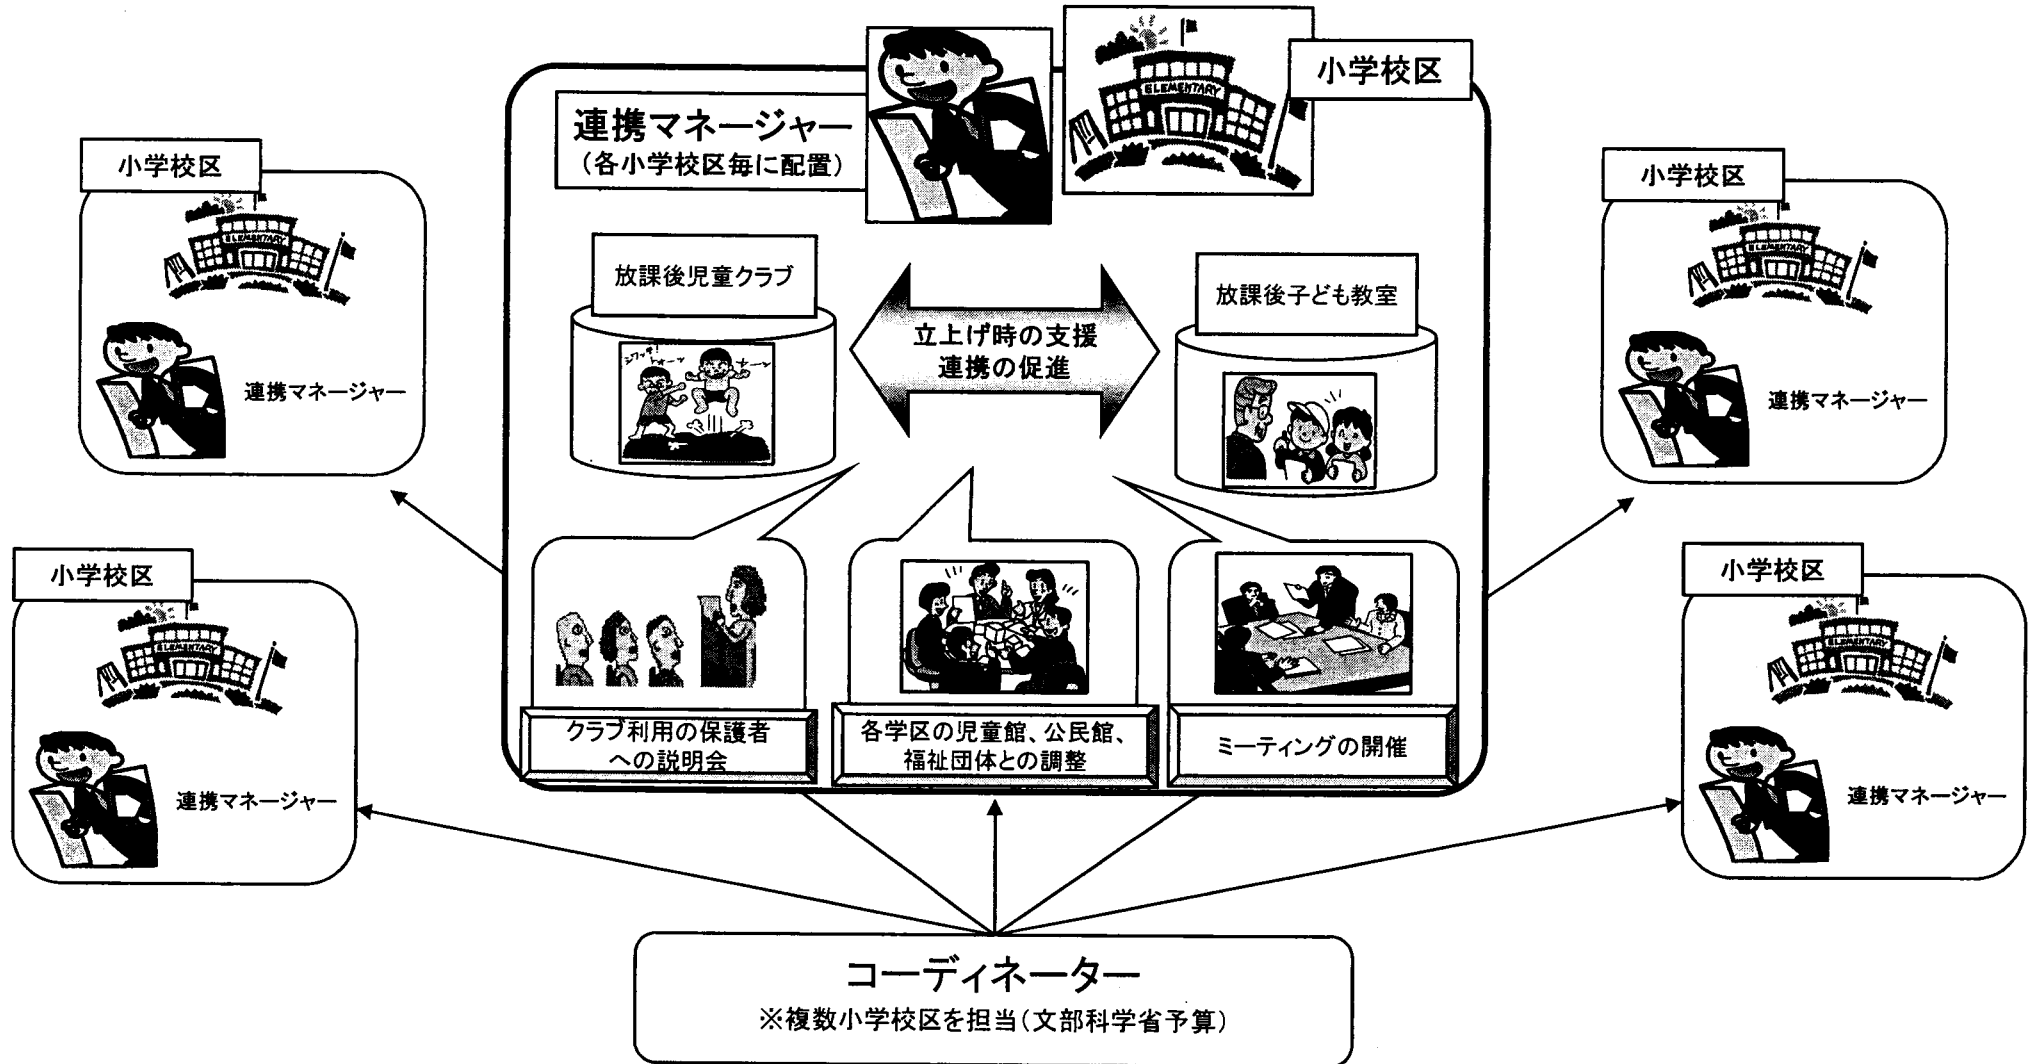 小学校区
ELEMENTARY
連携マネージャー
（各小学校区毎に配置）
小学校区
ELEMENTARY
連携マネージャー
小学校区
ELEMENTARY
連携マネージャー
放課後児童クラブ
立上げ時の支援
連携の促進
放課後子ども教室
小学校区
ELEMENTARY
連携マネージャー
小学校区
ELEMENTARY
連携マネージャー
クラブ利用の保護者
への説明会
各学区の児童館、公民館、
福祉団体との調整
ミーティングの開催
コーディネーター
※複数小学校区を担当（文部科学省予算）